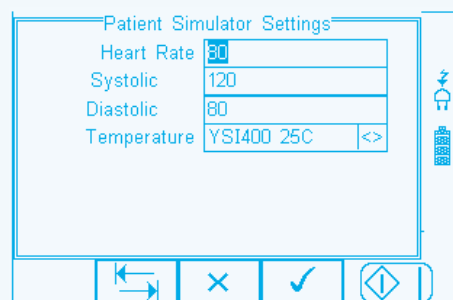 Patient Simulator Settings
Heart Rate 80
Systolic 120
Diastolic 80
Temperature YSI400 25C <>